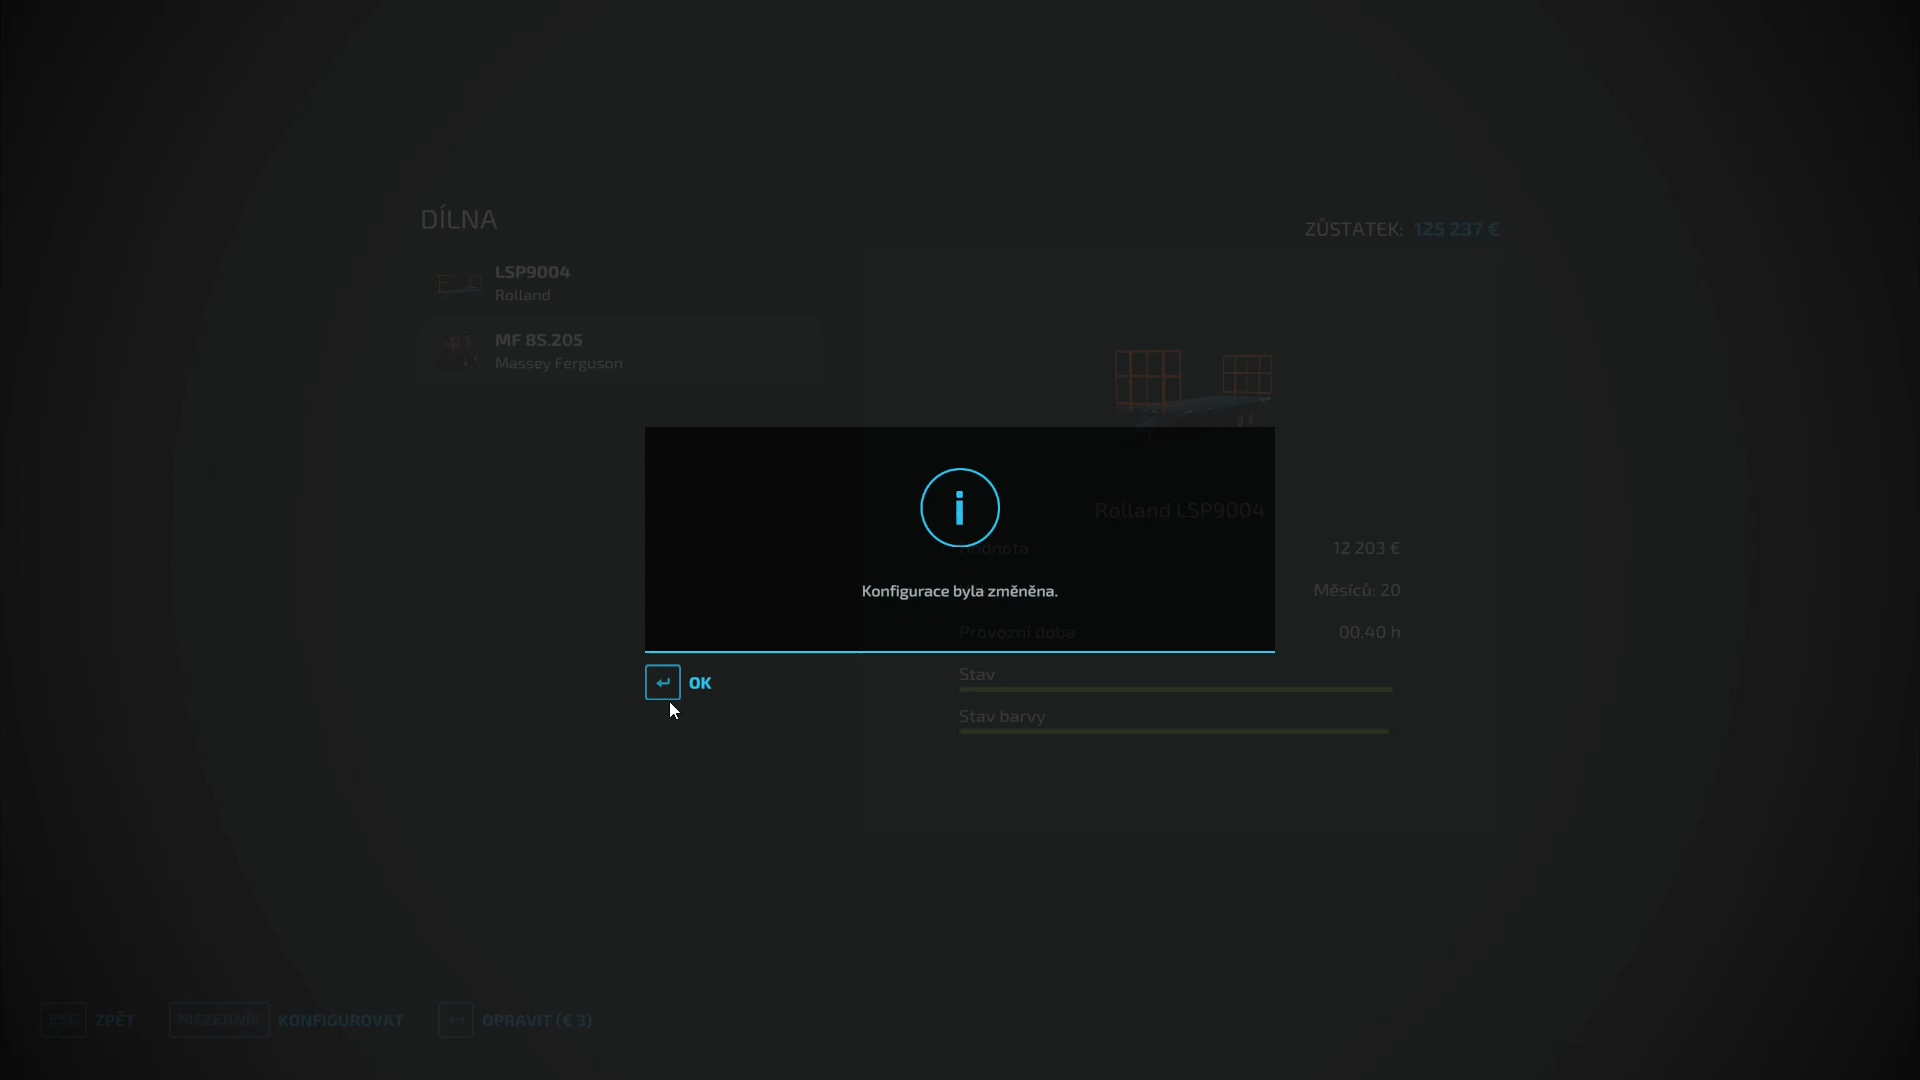 DÍLNA
ZŮSTATEK: 125 237 €
LSP9004
Rolland
MF 8S.205
Massey Ferguson
Rolland LSP9004
Hodnota 12 203 €
Konfigurace byla změněna.
Měsíců: 20
Provozní doba 00.40 h
OK
Stav
Stav barvy
ESC ZPĚT MEZERNÍK KONFIGUROVAT OPRAVIT (€ 3)